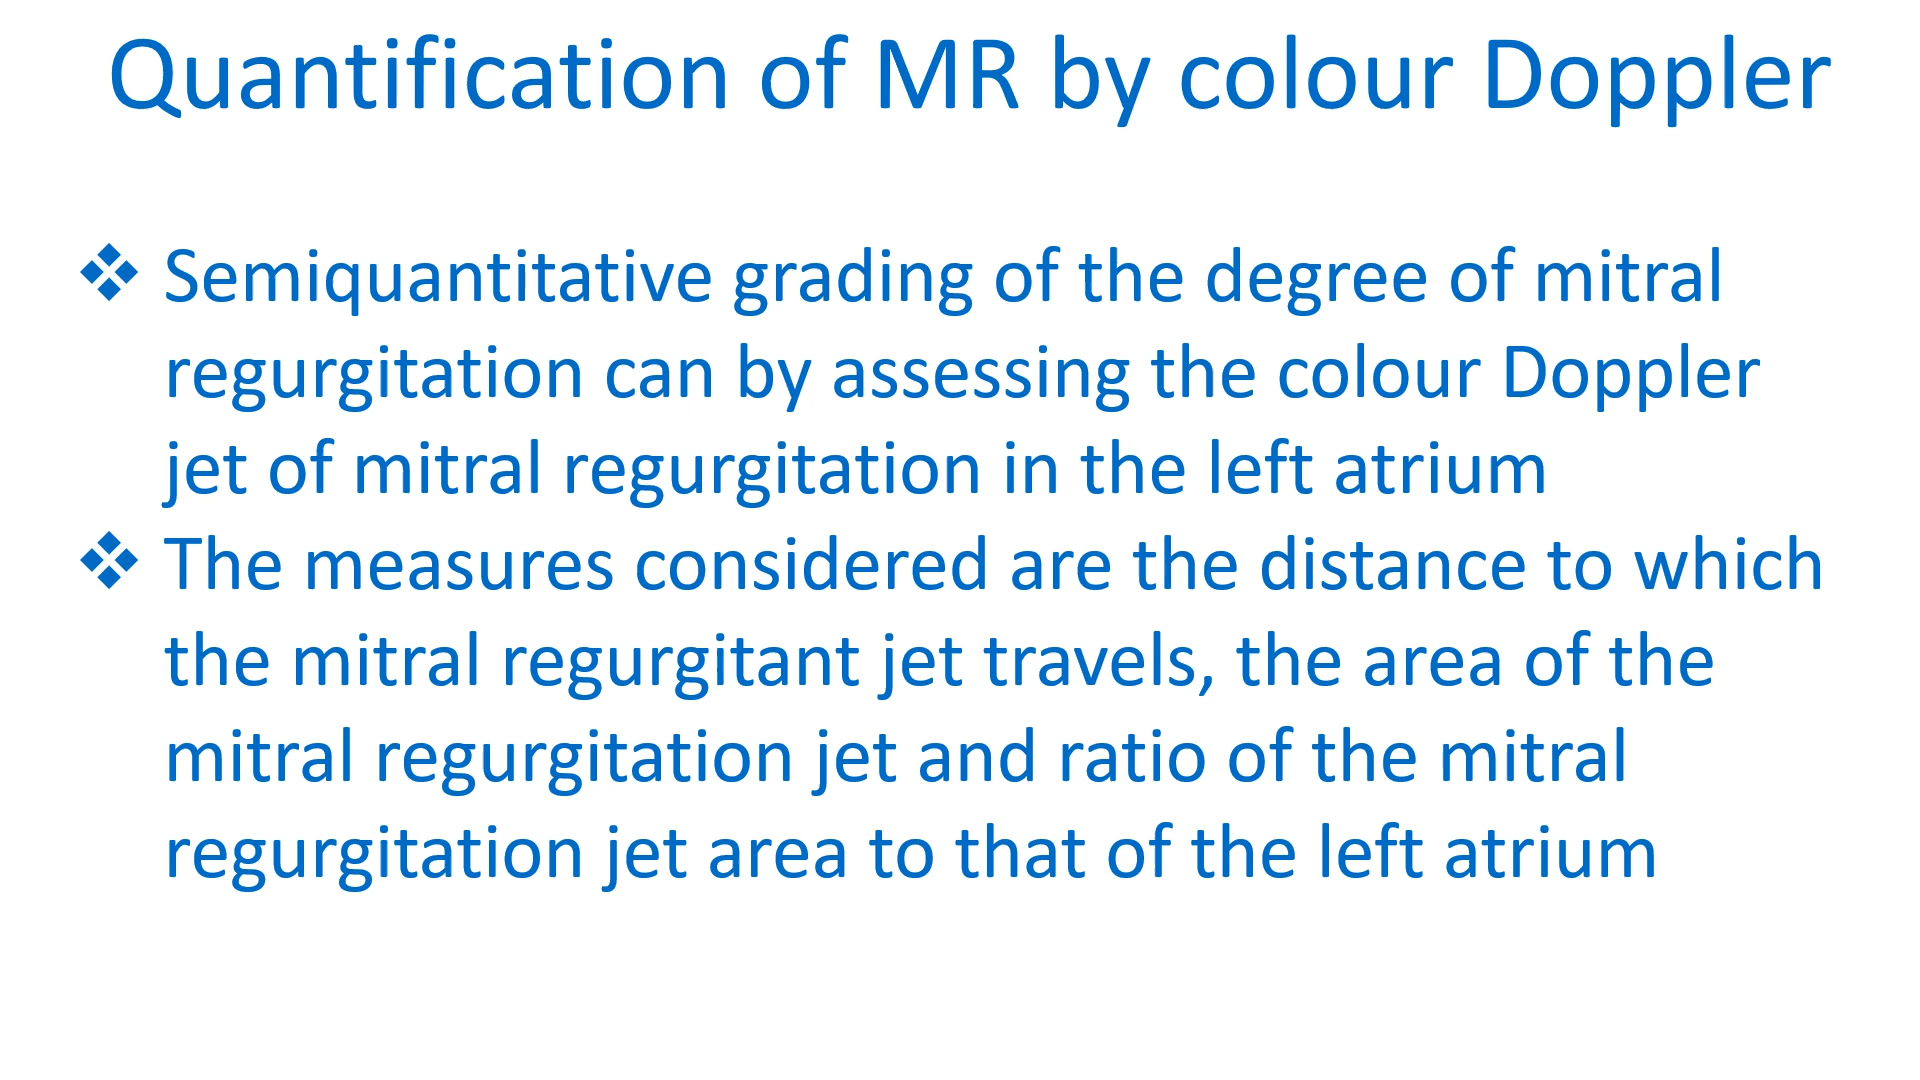 Quantification of MR by colour Doppler
❖ Semiquantitative grading of the degree of mitral
regurgitation can by assessing the colour Doppler
jet of mitral regurgitation in the left atrium
❖ The measures considered are the distance to which
the mitral regurgitant jet travels, the area of the
mitral regurgitation jet and ratio of the mitral
regurgitation jet area to that of the left atrium